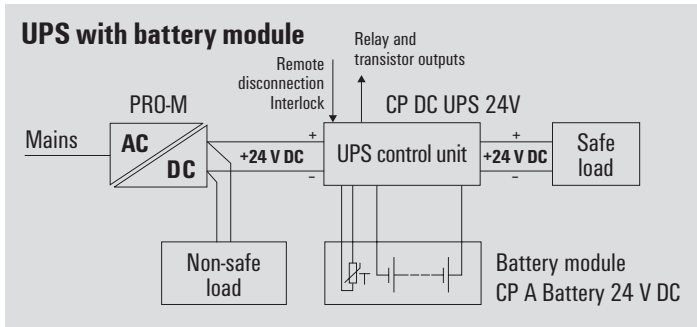 UPS with battery module
Relay and
transistor outputs
Remote
disconnection
Interlock
PRO-M
CP DC UPS 24V
Mains
AC
DC
+
+24 V DC
–
UPS control unit
+
+24 V DC
–
Safe
load
Non-safe
load
T
Battery module
CP A Battery 24 V DC